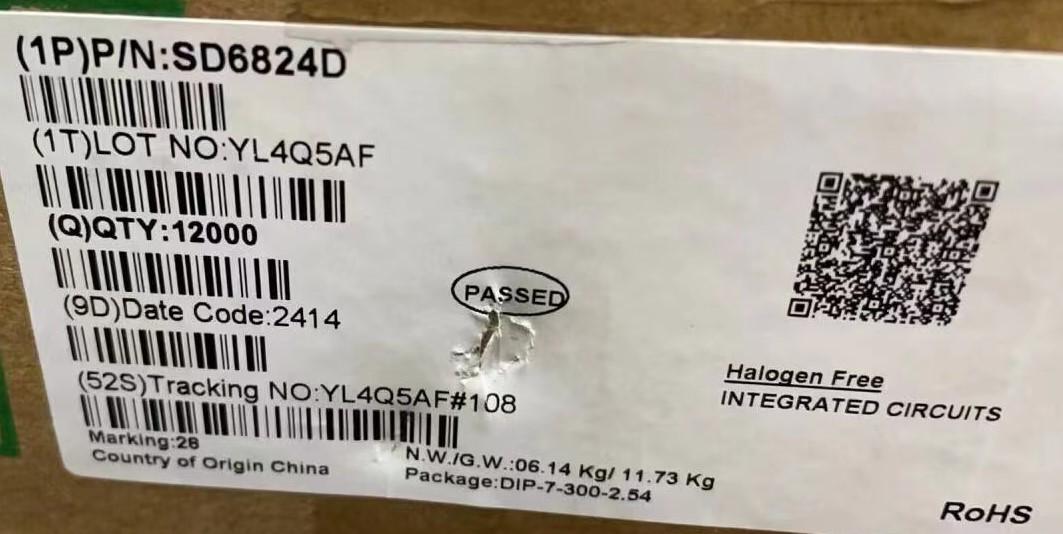 (1P)P/N:SD6824D
(1T)LOT NO:YL4Q5AF
(Q)QTY:12000
(9D)Date Code:2414
(52S)Tracking NO:YL4Q5AF#108
Marking:28
Country of Origin China
N.W./G.W.:06.14 Kg/ 11.73 Kg
Package:DIP-7-300-2.54
PASSED
Halogen Free
INTEGRATED CIRCUITS
RoHS